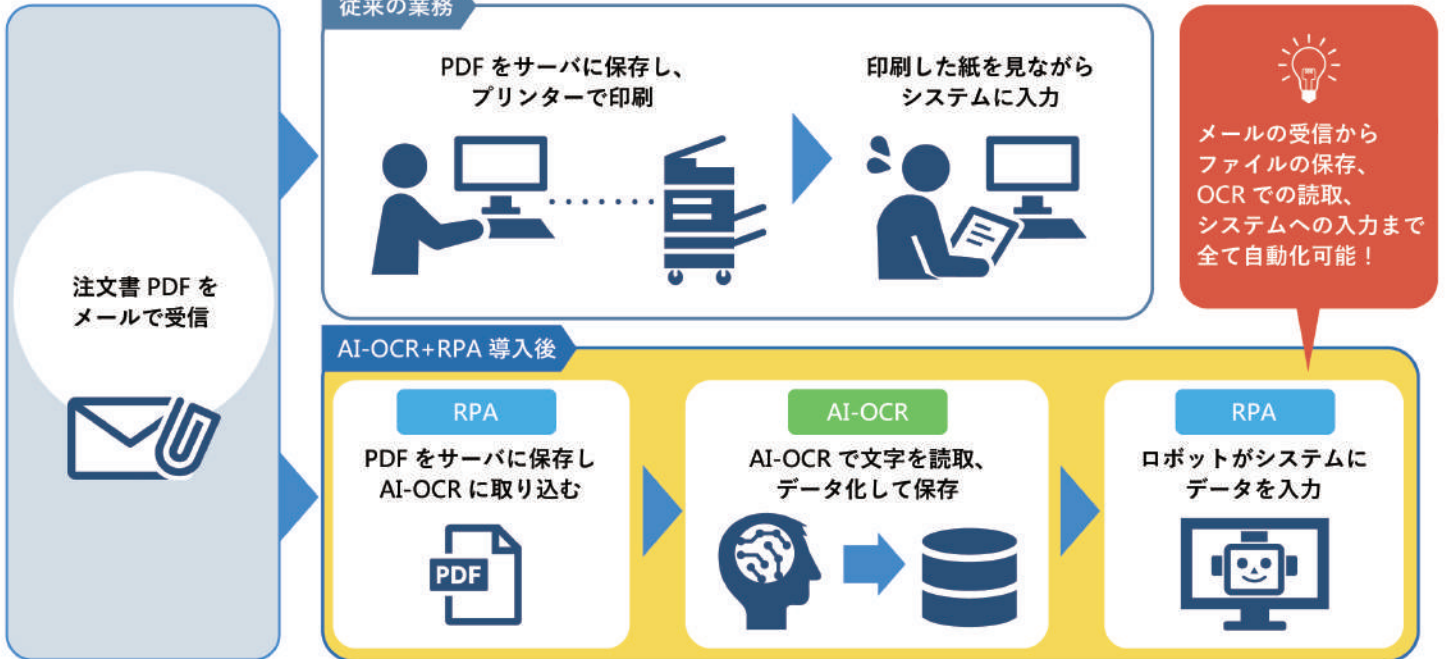 注文書 PDF を
メールで受信
従来の業務
PDF をサーバに保存し、
プリンターで印刷
印刷した紙を見ながら
システムに入力
メールの受信から
ファイルの保存、
OCR での読取、
システムへの入力まで
全て自動化可能！
AI-OCR+RPA 導入後
RPA
PDF をサーバに保存し
AI-OCR に取り込む
PDF
AI-OCR
AI-OCR で文字を読取、
データ化して保存
RPA
ロボットがシステムに
データを入力